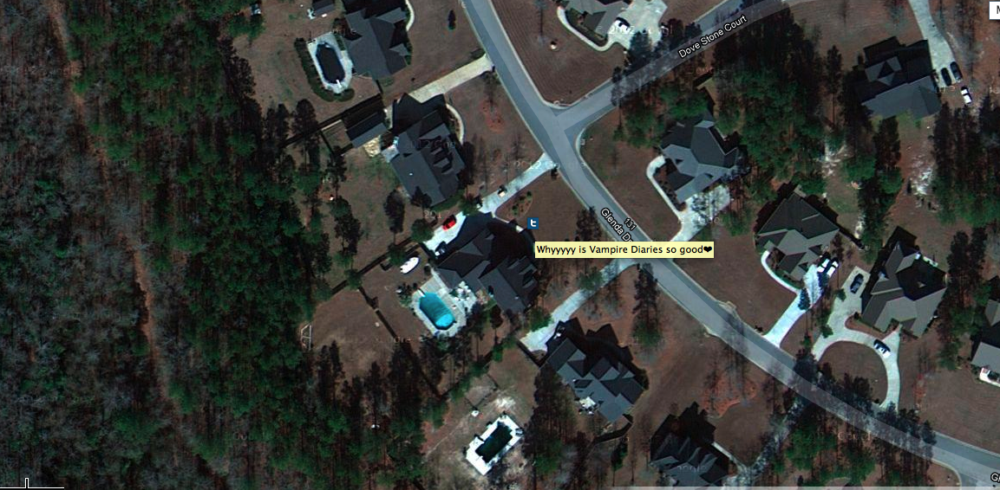 Dove Stone Court
131
Glenda D
Whyyyyy is Vampire Diaries so good❤